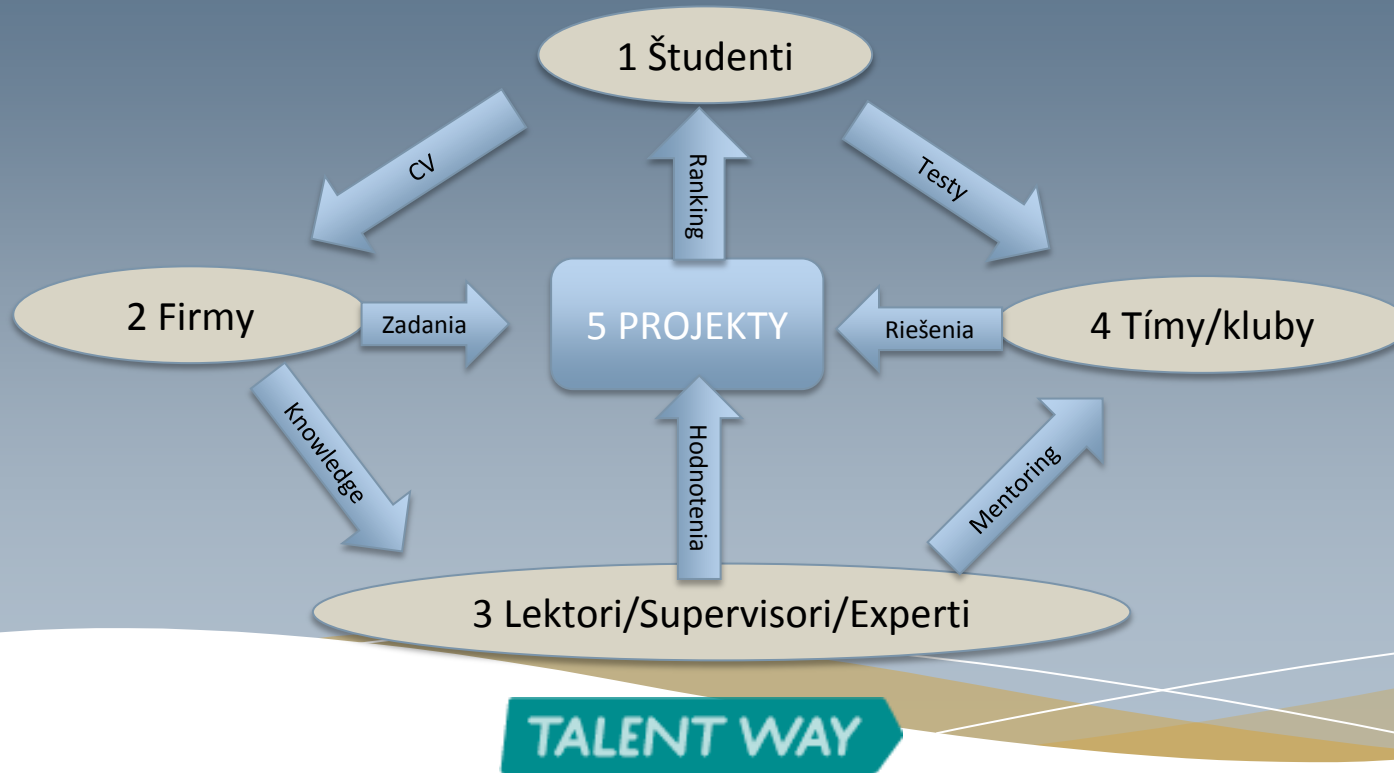 1 Študenti
CV
Ranking
Testy
2 Firmy
Zadania
5 PROJEKTY
Riešenia
4 Tímy/kluby
Knowledge
Hodnotenia
Mentoring
3 Lektori/Supervisori/Experti
TALENT WAY